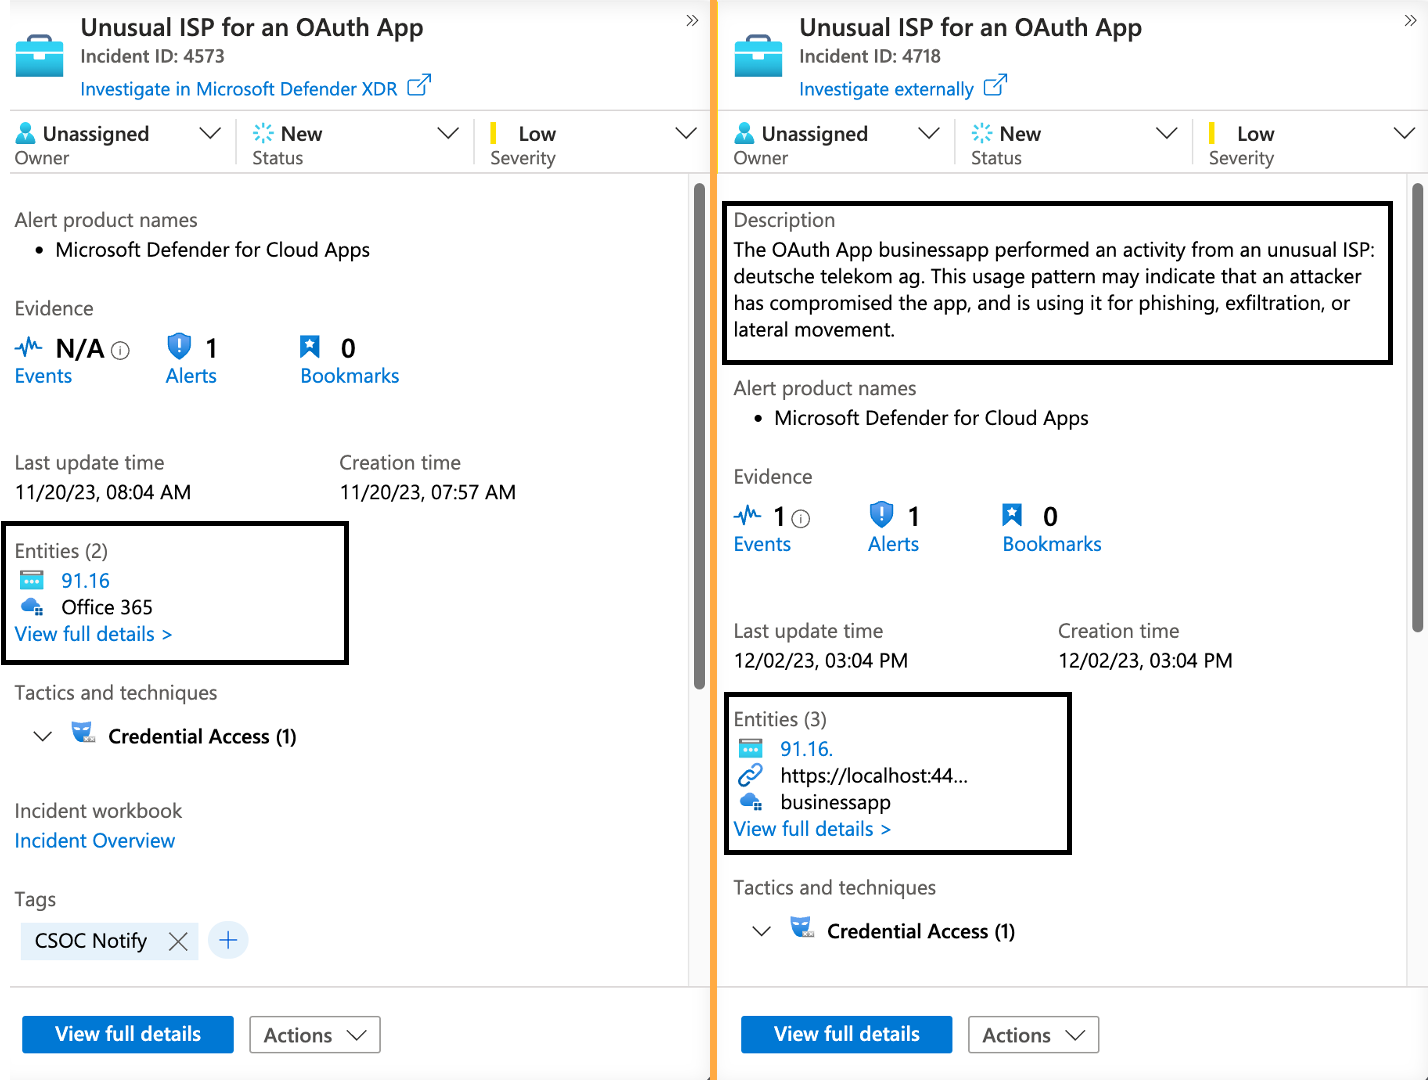 Unusual ISP for an OAuth App
Incident ID: 4573
Investigate in Microsoft Defender XDR
Unassigned
Owner
New
Status
Low
Severity
Alert product names
• Microsoft Defender for Cloud Apps
Evidence
N/A
Events
1
Alerts
0
Bookmarks
Last update time
11/20/23, 08:04 AM
Creation time
11/20/23, 07:57 AM
Entities (2)
91.16
Office 365
View full details >
Tactics and techniques
Credential Access (1)
Incident workbook
Incident Overview
Tags
CSOC Notify
View full details
Actions
Unusual ISP for an OAuth App
Incident ID: 4718
Investigate externally
Unassigned
Owner
New
Status
Low
Severity
Description
The OAuth App businessapp performed an activity from an unusual ISP:
deutsche telekom ag. This usage pattern may indicate that an attacker
has compromised the app, and is using it for phishing, exfiltration, or
lateral movement.
Alert product names
• Microsoft Defender for Cloud Apps
Evidence
1
Events
1
Alerts
0
Bookmarks
Last update time
12/02/23, 03:04 PM
Creation time
12/02/23, 03:04 PM
Entities (3)
91.16.
https://localhost:44...
businessapp
View full details >
Tactics and techniques
Credential Access (1)
View full details
Actions